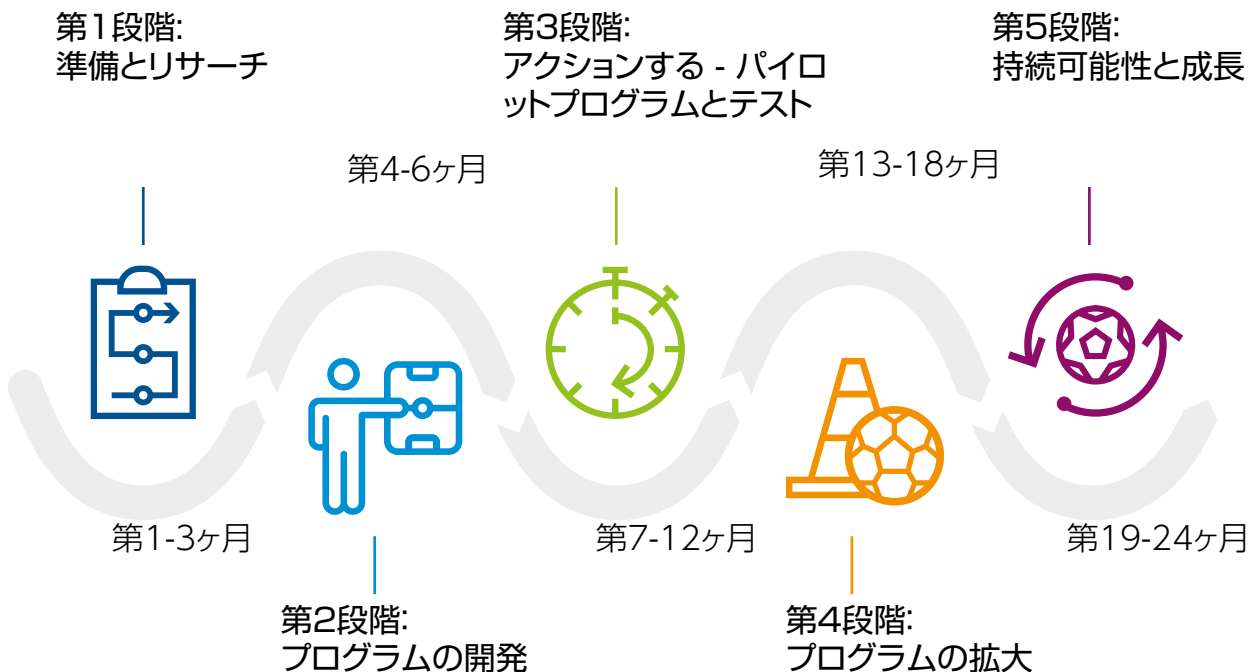 第1段階:
準備とリサーチ
第1-3ヶ月
第4-6ヶ月
第2段階:
プログラムの開発
第3段階:
アクションする - パイロ
ットプログラムとテスト
第7-12ヶ月
第13-18ヶ月
第4段階:
プログラムの拡大
第5段階:
持続可能性と成長
第19-24ヶ月